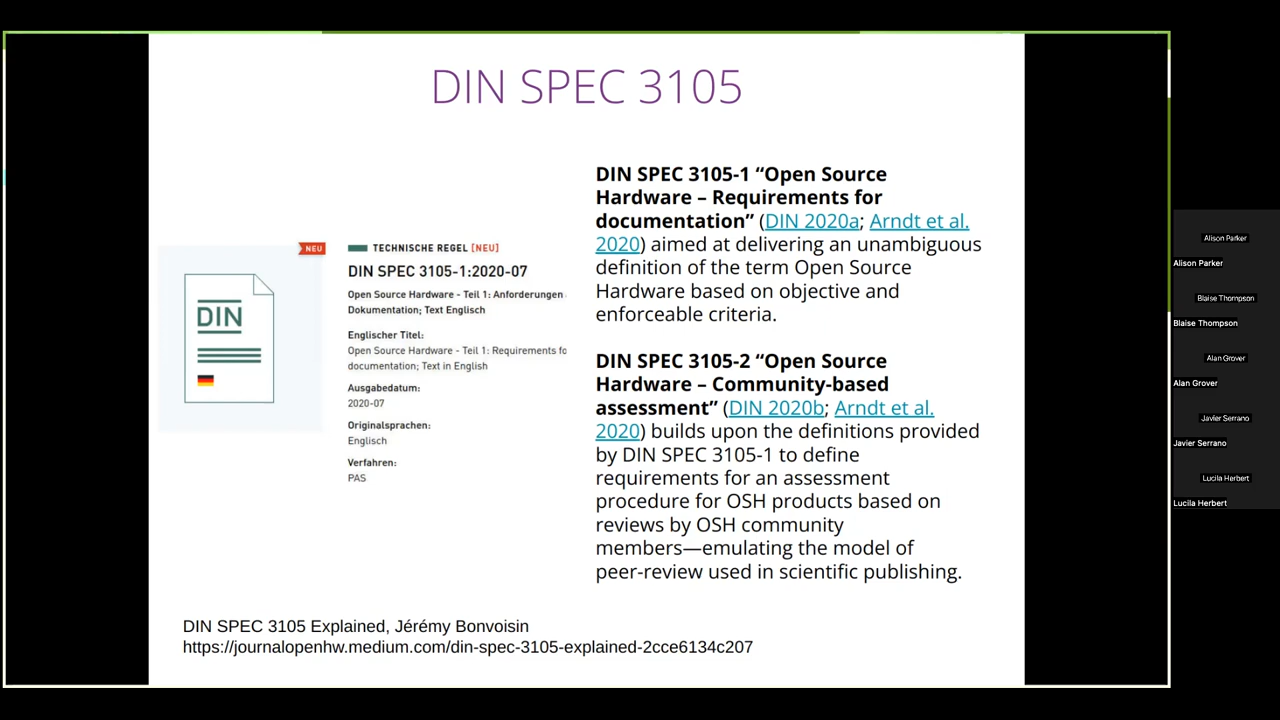 DIN SPEC 3105
NEU
DIN
TECHNISCHE REGEL [NEU]
DIN SPEC 3105-1:2020-07
Open Source Hardware - Teil 1: Anforderungen
Dokumentation; Text Englisch
Englischer Titel:
Open Source Hardware - Teil 1: Requirements fo
documentation; Text in English
Ausgabedatum:
2020-07
Originalsprachen:
Englisch
Verfahren:
PAS
DIN SPEC 3105-1 “Open Source
Hardware – Requirements for
documentation” (DIN 2020a; Arndt et al.
2020) aimed at delivering an unambiguous
definition of the term Open Source
Hardware based on objective and
enforceable criteria.
DIN SPEC 3105-2 “Open Source
Hardware – Community-based
assessment” (DIN 2020b; Arndt et al.
2020) builds upon the definitions provided
by DIN SPEC 3105-1 to define
requirements for an assessment
procedure for OSH products based on
reviews by OSH community
members—emulating the model of
peer-review used in scientific publishing.
DIN SPEC 3105 Explained, Jérémy Bonvoisin
https://journalopenhw.medium.com/din-spec-3105-explained-2cce6134c207
Alison Parker
Alison Parker
Blaise Thompson
Blaise Thompson
Alan Grover
Alan Grover
Javier Serrano
Javier Serrano
Lucila Herbert
Lucila Herbert